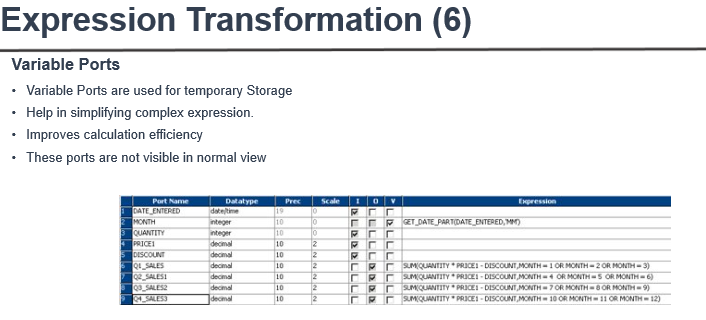 Expression Transformation (6)
Variable Ports
• Variable Ports are used for temporary Storage
• Help in simplifying complex expression.
• Improves calculation efficiency
• These ports are not visible in normal view
Port Name Datatype Prec Scale I O V Expression
1 DATE_ENTERED date/time 19 0
2 MONTH integer 10 0 GET_DATE_PART(DATE_ENTERED,'MM')
3 QUANTITY integer 10 0
4 PRICE1 decimal 10 2
5 DISCOUNT decimal 10 2
6 Q1_SALES decimal 10 2 SUM(QUANTITY * PRICE1 - DISCOUNT,MONTH = 1 OR MONTH = 2 OR MONTH = 3)
7 Q2_SALES1 decimal 10 2 SUM(QUANTITY * PRICE1 - DISCOUNT,MONTH = 4 OR MONTH = 5 OR MONTH = 6)
8 Q3_SALES2 decimal 10 2 SUM(QUANTITY * PRICE1 - DISCOUNT,MONTH = 7 OR MONTH = 8 OR MONTH = 9)
9 Q4_SALES3 decimal 10 2 SUM(QUANTITY * PRICE1 - DISCOUNT,MONTH = 10 OR MONTH = 11 OR MONTH = 12)